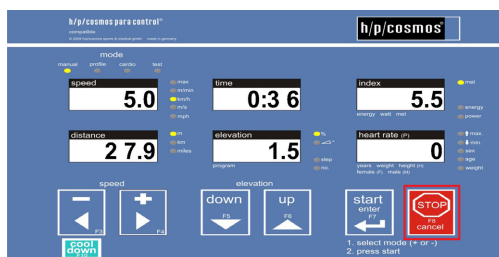 h/p/cosmos para control®
compatible
© 2009 h/p/cosmos sports & medical gmbh made in germany
h/p/cosmos®
mode
manual profile cardio test
speed
5.0
max
m/min
km/h
m/s
mph
time
0:3 6
index
5.5
energy watt met
met
energy
power
distance
2 7.9
m
km
miles
elevation
1.5
program
%
step
no.
heart rate (P)
0
years weight height (H)
female (F) male (M)
max.
min
sex
age
weight
speed
elevation
−
F3
+
F4
down
F5
up
F6
start
enter
F7
STOP
F8
cancel
cool
down
F10
1. select mode (+ or -)
2. press start